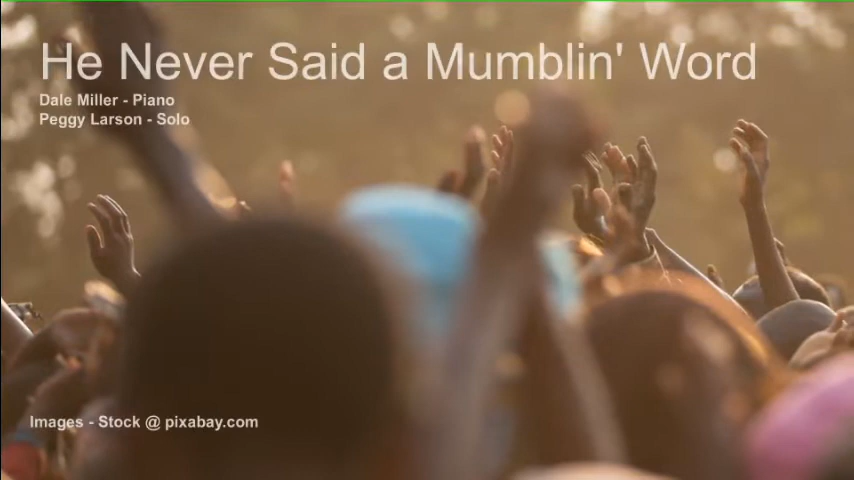 He Never Said a Mumblin' Word
Dale Miller - Piano
Peggy Larson - Solo
Images - Stock @ pixabay.com